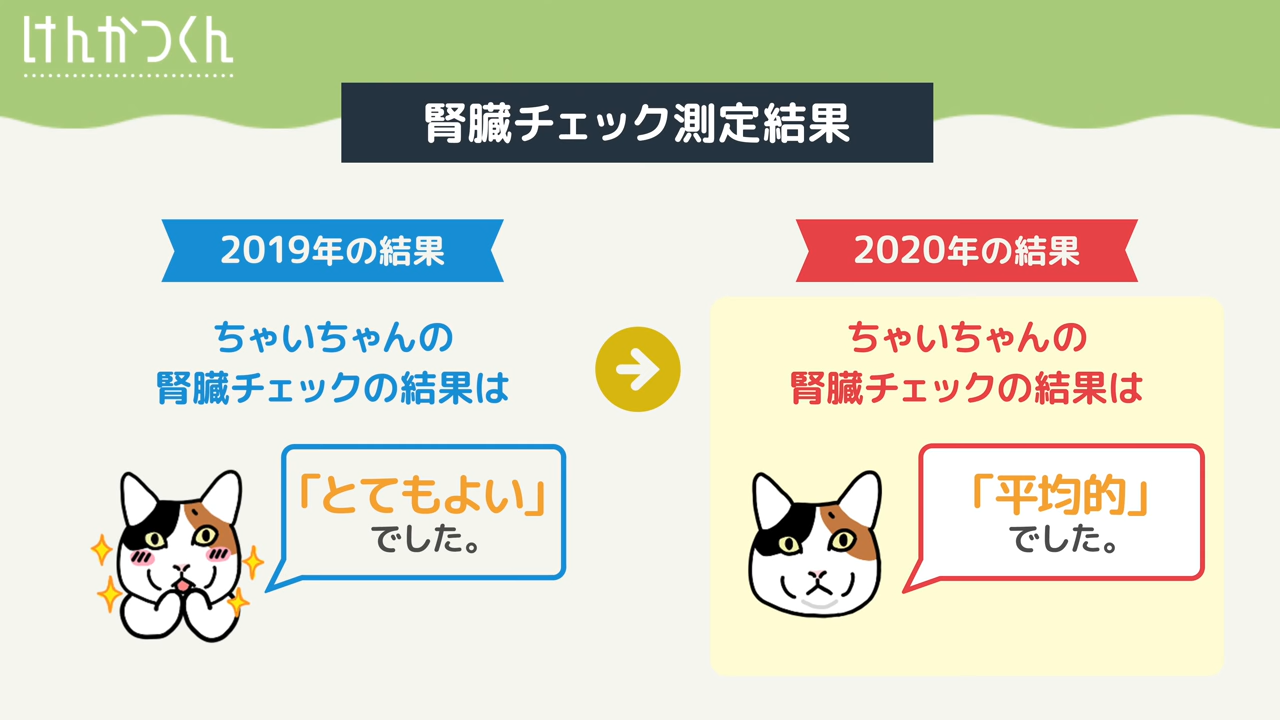 けんかつくん
腎臓チェック測定結果
2019年の結果
ちゃいちゃんの
腎臓チェックの結果は
「とてもよい」
でした。
2020年の結果
ちゃいちゃんの
腎臓チェックの結果は
「平均的」
でした。